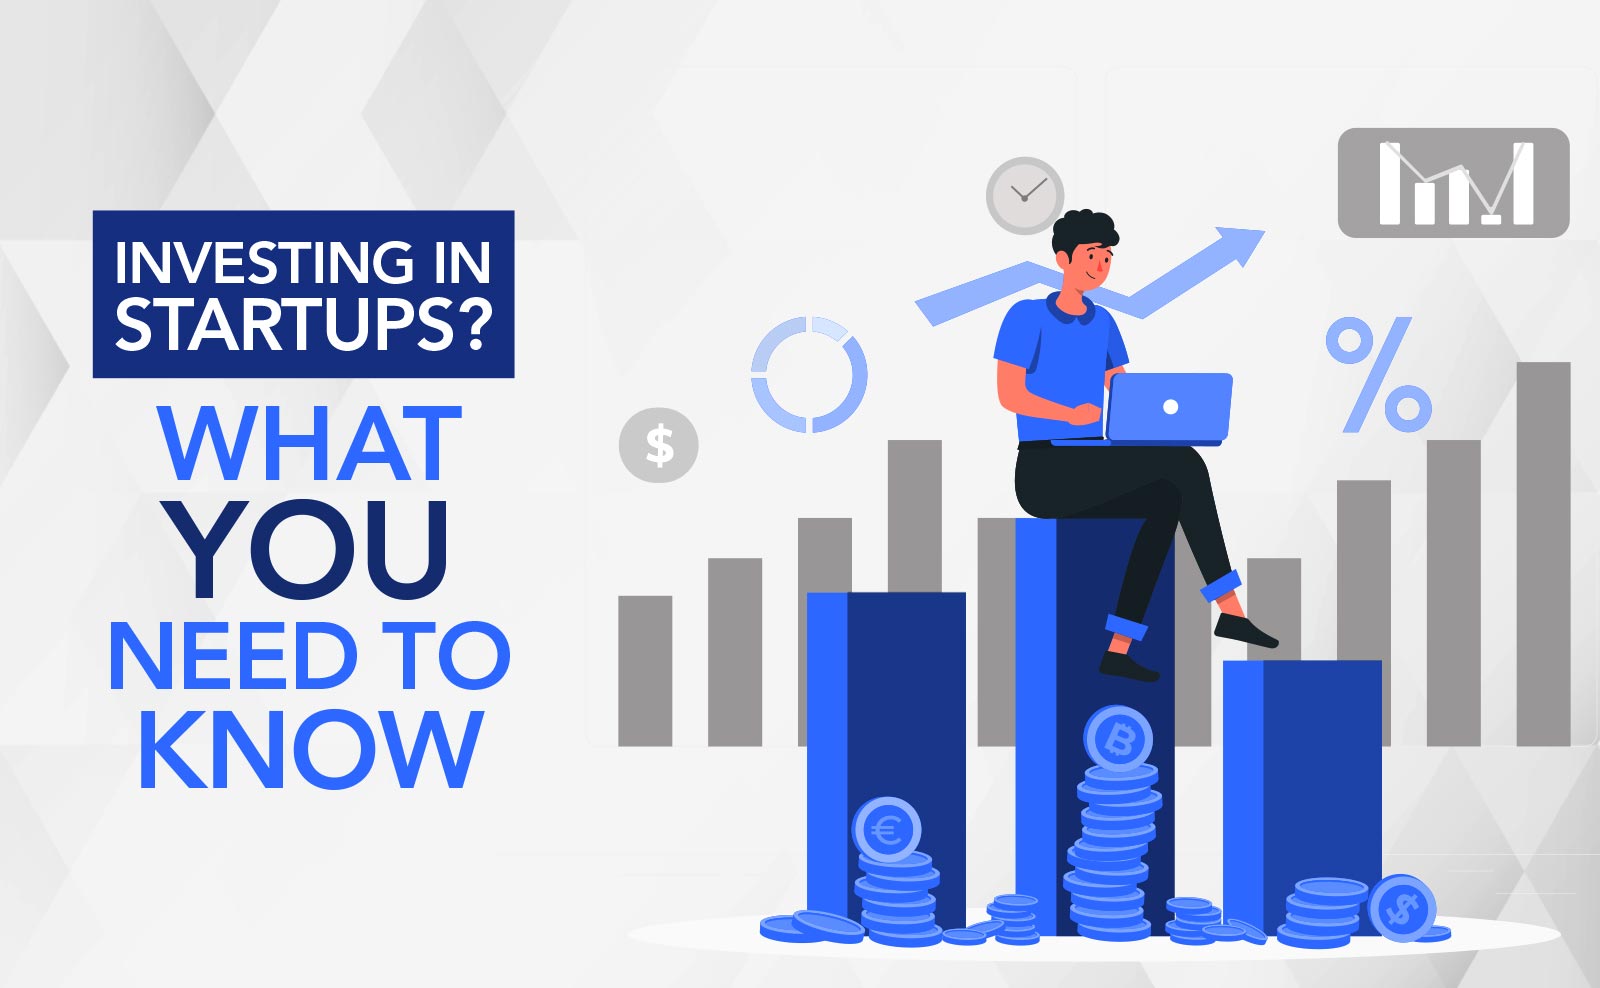 INVESTING IN
STARTUPS?
WHAT
YOU
NEED TO
KNOW
$
%
€
₿
$